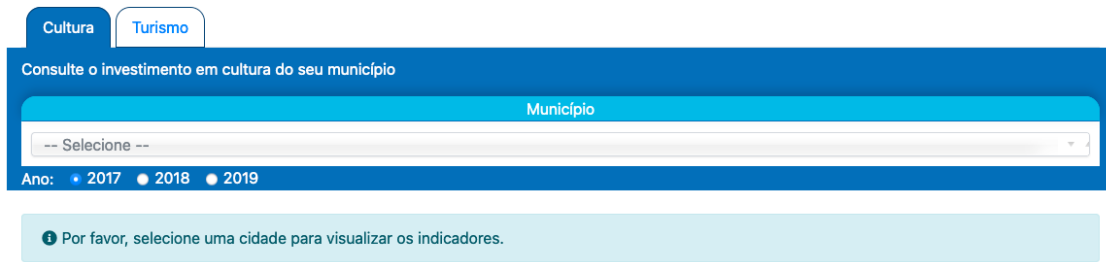 Cultura Turismo
Consulte o investimento em cultura do seu município
Município
-- Selecione --
Ano: 2017 2018 2019
Por favor, selecione uma cidade para visualizar os indicadores.